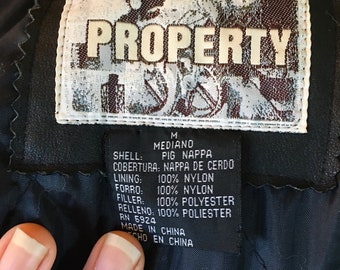 PROPERTY
M
MEDIANO
SHELL: PIG NAPPA
COBERTURA: NAPPA DE CERDO
LINING: 100% NYLON
FORRO: 100% NYLON
FILLER: 100% POLYESTER
RELLENO: 100% POLIESTER
RN 5924
MADE IN CHINA
HECHO EN CHINA